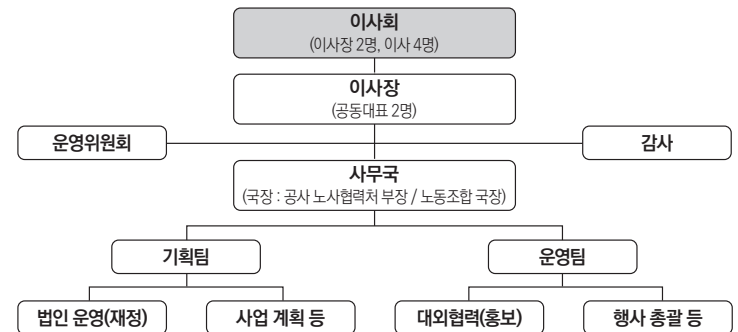 이사회
(이사장 2명, 이사 4명)
이사장
(공동대표 2명)
운영위원회
감사
사무국
(국장 : 공사 노사협력처 부장 / 노동조합 국장)
기획팀
운영팀
법인 운영(재정)
사업 계획 등
대외협력(홍보)
행사 총괄 등